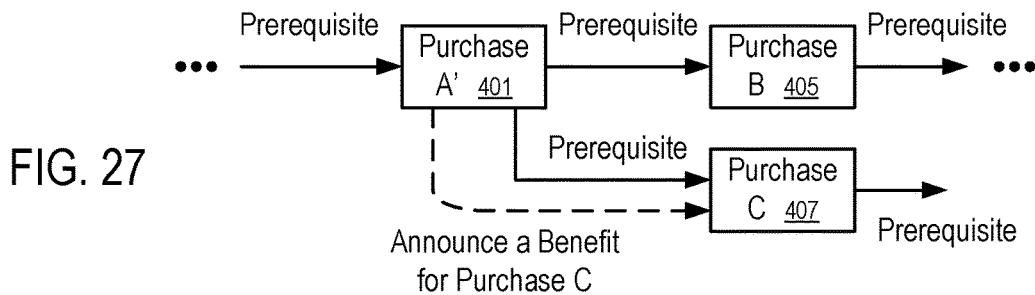 Prerequisite
Prerequisite
Prerequisite
Purchase
A’ 401
Purchase
B 405
FIG. 27
Prerequisite
Purchase
C 407
Prerequisite
Announce a Benefit
for Purchase C